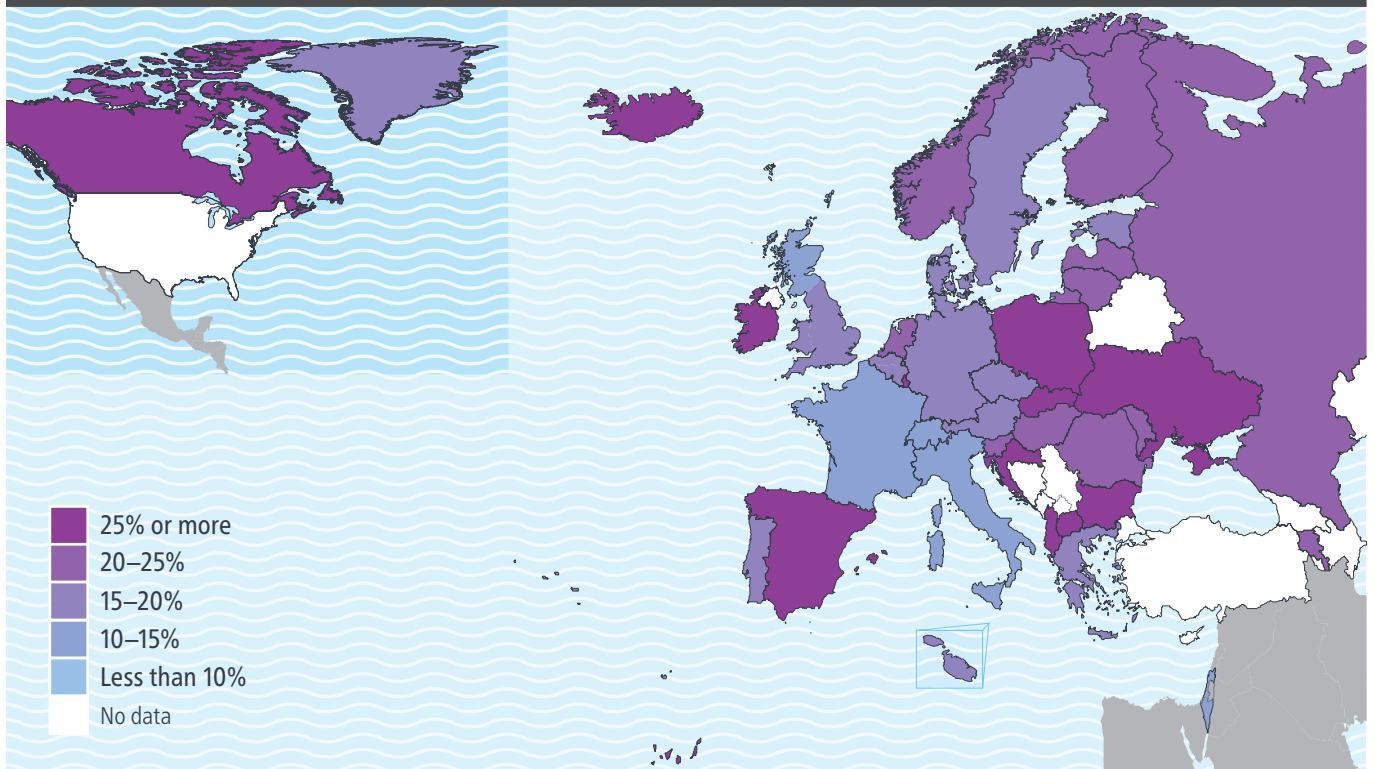 25% or more
20–25%
15–20%
10–15%
Less than 10%
No data